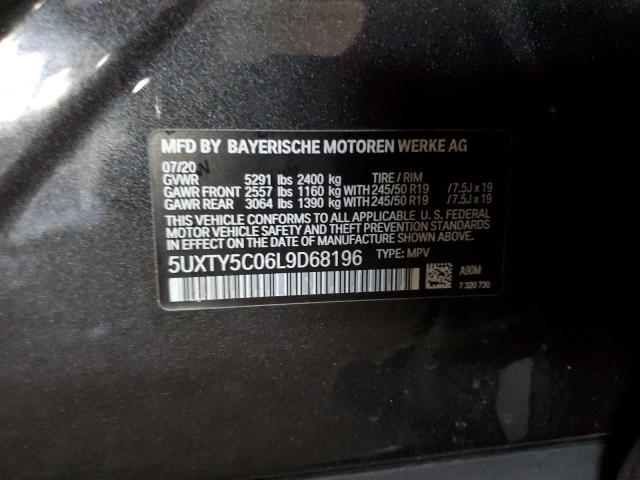 MFD BY BAYERISCHE MOTOREN WERKE AG
07/20
GVWR 5291 lbs 2400 kg TIRE / RIM
GAWR FRONT 2557 lbs 1160 kg WITH 245/50 R19 /7.5J x 19
GAWR REAR 3064 lbs 1390 kg WITH 245/50 R19 /7.5J x 19
THIS VEHICLE CONFORMS TO ALL APPLICABLE U. S. FEDERAL
MOTOR VEHICLE SAFETY AND THEFT PREVENTION STANDARDS
IN EFFECT ON THE DATE OF MANUFACTURE SHOWN ABOVE.
5UXTY5C06L9D68196 TYPE: MPV
A90M
7 320 730